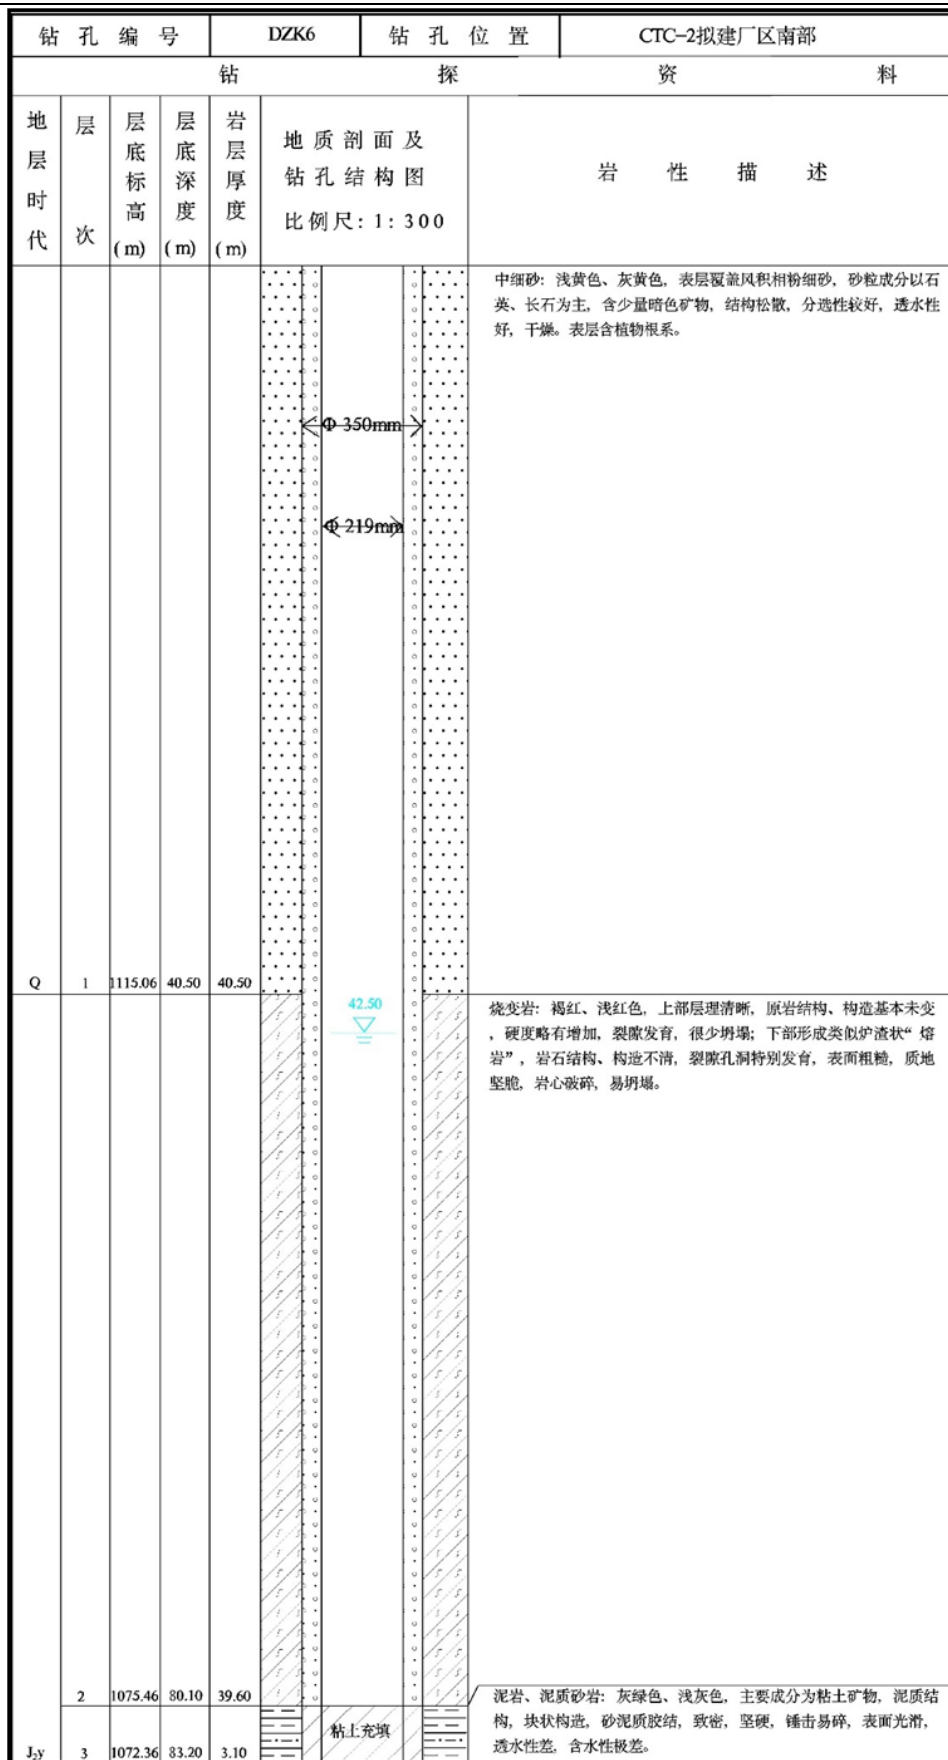 钻孔编号 DZK6 钻孔位置 CTC-2拟建厂区南部
钻探资料
地层时代 层次 层底标高(m) 层底深度(m) 岩层厚度(m) 地质剖面及
钻孔结构图
比例尺:1:300
岩性描述
中细砂:浅黄色、灰黄色,表层覆盖风积相粉细砂,砂粒成分以石
英、长石为主,含少量暗色矿物,结构松散,分选性较好,透水性
好,干燥。表层含植物根系。
Φ 350mm
Φ 219mm
Q 1 1115.06 40.50 40.50
42.50
烧变岩:褐红、浅红色,上部层理清晰,原岩结构、构造基本未变
,硬度略有增加,裂隙发育,很少坍塌;下部形成类似炉渣状“熔
岩”,岩石结构、构造不清,裂隙孔洞特别发育,表面粗糙,质地
坚脆,岩心破碎,易坍塌。
2 1075.46 80.10 39.60
泥岩、泥质砂岩:灰绿色、浅灰色,主要成分为粘土矿物,泥质结
构,块状构造,砂泥质胶结,致密,坚硬,锤击易碎,表面光滑,
透水性差,含水性极差。
粘土充填
J₂y 3 1072.36 83.20 3.10